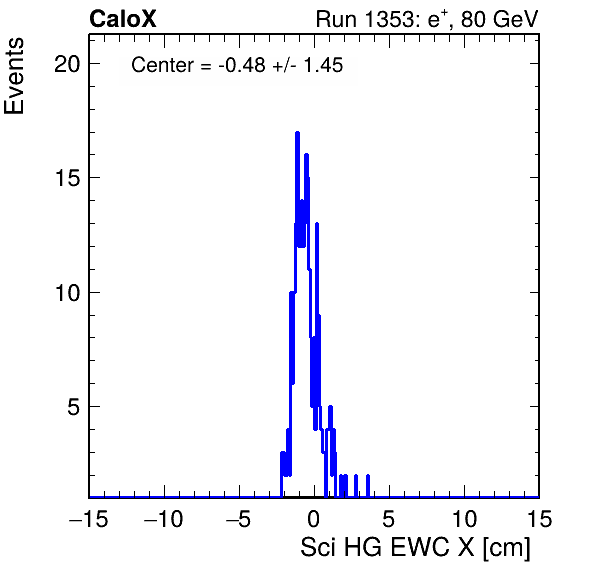 CaloX Run 1353: e⁺, 80 GeV
Events
Center = -0.48 +/- 1.45
20
15
10
5
−15 −10 −5 0 5 10 15
Sci HG EWC X [cm]